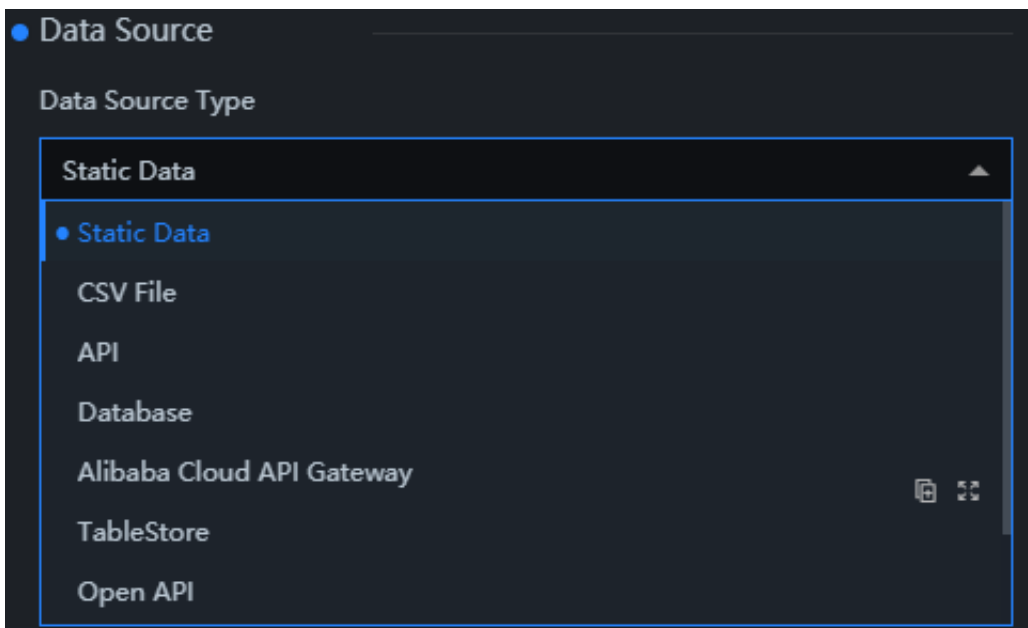 Data Source
Data Source Type
Static Data
Static Data
CSV File
API
Database
Alibaba Cloud API Gateway
TableStore
Open API